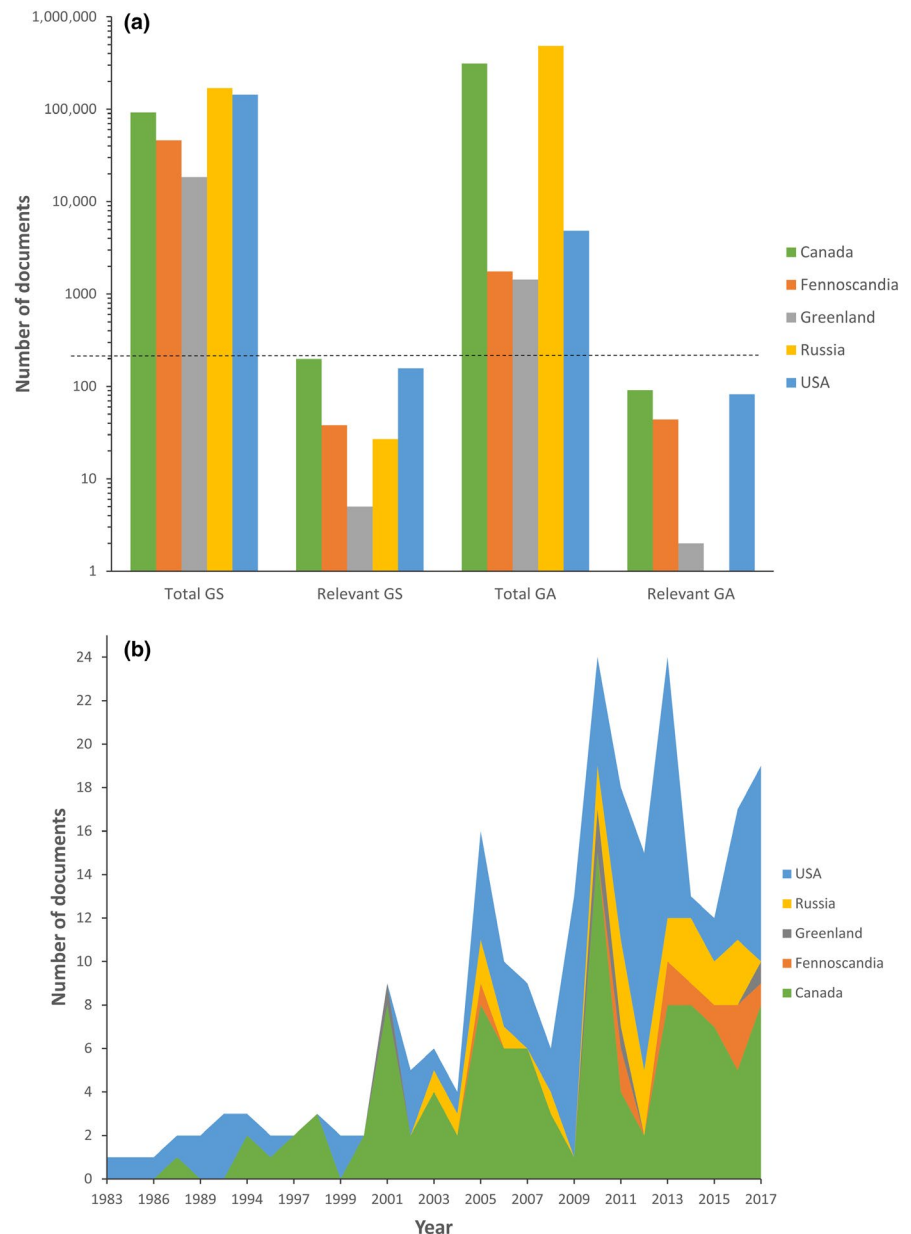 (a)
Number of documents
1,000,000
100,000
10,000
1000
100
10
1
Total GS
Relevant GS
Total GA
Relevant GA
Canada
Fennoscandia
Greenland
Russia
USA
(b)
Number of documents
24
22
20
18
16
14
12
10
8
6
4
2
0
1983
1986
1989
1994
1997
1999
2001
2003
2005
2007
2009
2011
2013
2015
2017
Year
USA
Russia
Greenland
Fennoscandia
Canada